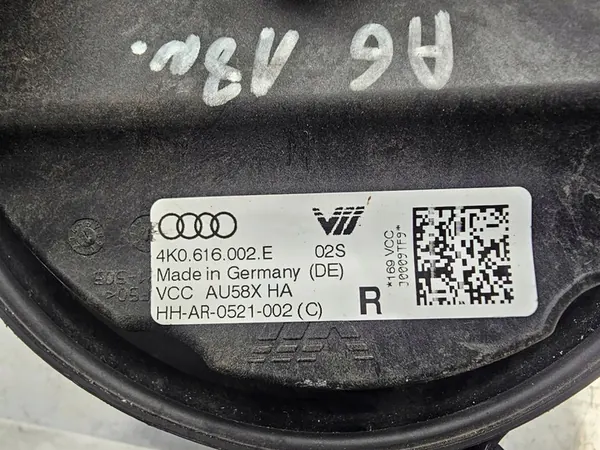 A6 13r.
4K0.616.002.E 02S
Made in Germany (DE)
VCC AU58X HA
HH-AR-0521-002 (C) R
*169 VCC
J0009TF9*